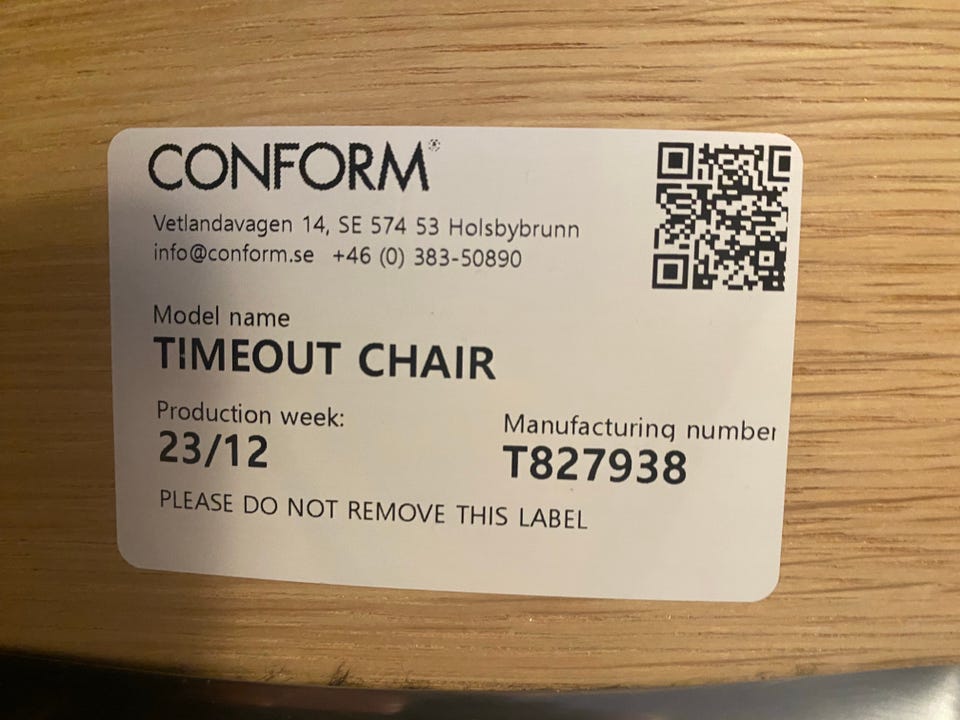 CONFORM
Vetlandavagen 14, SE 574 53 Holsbybrunn
info@conform.se +46 (0) 383-50890
Model name
TIMEOUT CHAIR
Production week:
23/12
Manufacturing number
T827938
PLEASE DO NOT REMOVE THIS LABEL